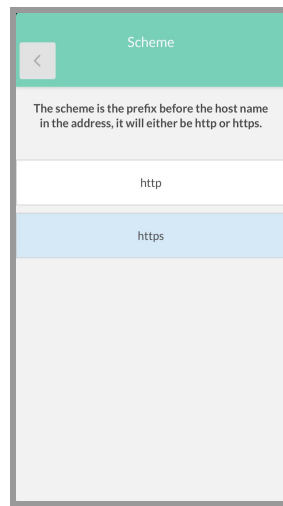 Scheme
The scheme is the prefix before the host name
in the address, it will either be http or https.
http
https